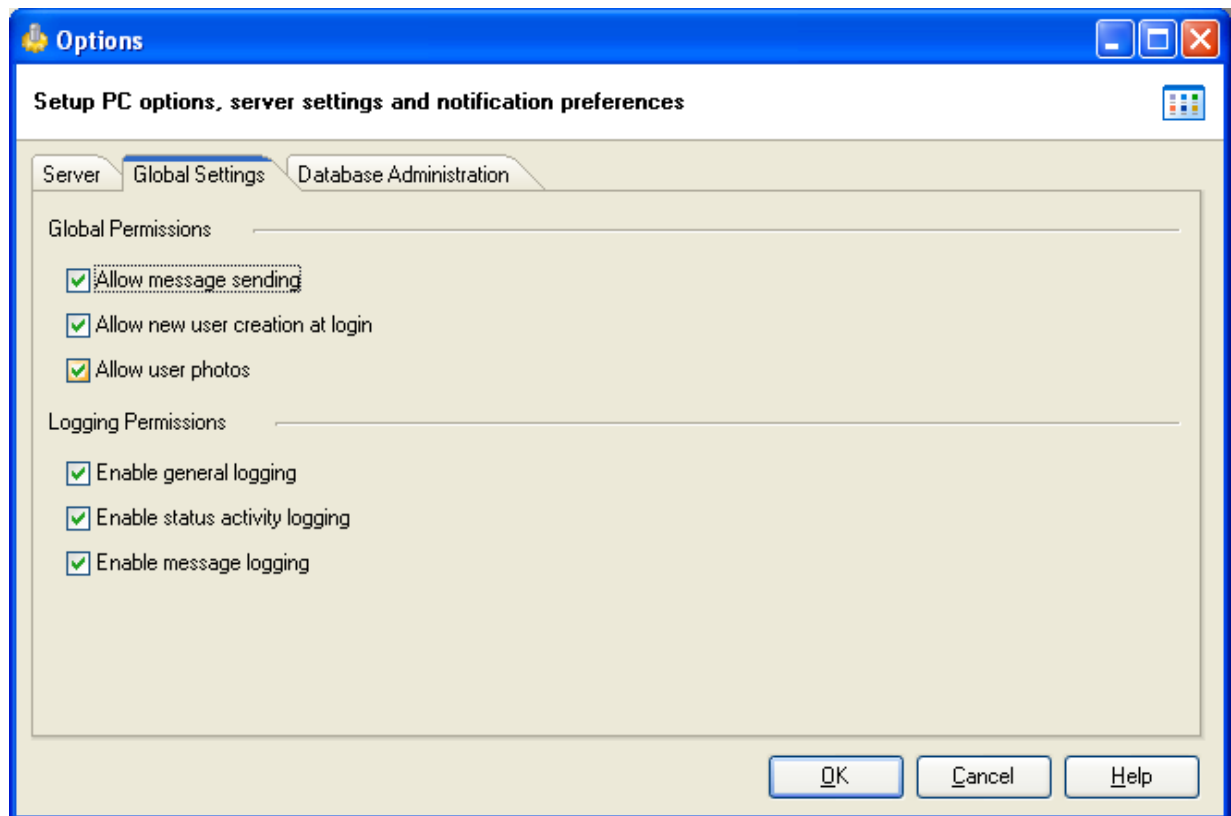 Options
Setup PC options, server settings and notification preferences
Server Global Settings Database Administration
Global Permissions
Allow message sending
Allow new user creation at login
Allow user photos
Logging Permissions
Enable general logging
Enable status activity logging
Enable message logging
OK Cancel Help